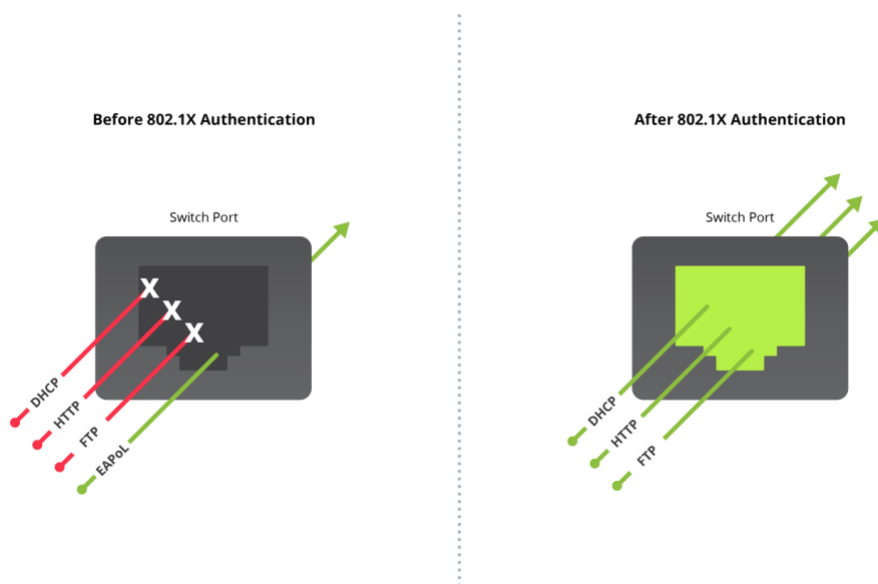 Before 802.1X Authentication
Switch Port
X
X
X
DHCP
HTTP
FTP
EAPoL
After 802.1X Authentication
Switch Port
DHCP
HTTP
FTP